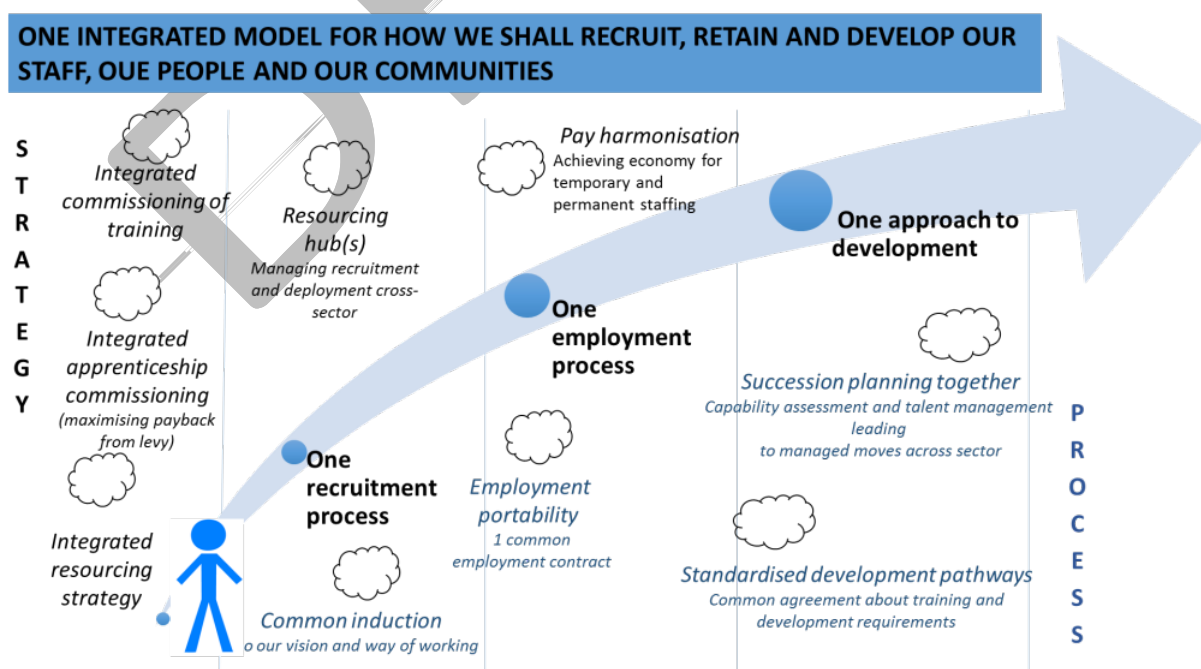 ONE INTEGRATED MODEL FOR HOW WE SHALL RECRUIT, RETAIN AND DEVELOP OUR
STAFF, OUE PEOPLE AND OUR COMMUNITIES
STRATEGY
Integrated
commissioning of
training
Integrated
apprenticeship
commissioning
(maximising payback
from levy)
Integrated
resourcing
strategy
Resourcing
hub(s)
Managing recruitment
and deployment cross-
sector
One
recruitment
process
Common induction
o our vision and way of working
Pay harmonisation
Achieving economy for
temporary and
permanent staffing
One
employment
process
Employment
portability
1 common
employment contract
One approach to
development
Succession planning together
Capability assessment and talent management
leading
to managed moves across sector
Standardised development pathways
Common agreement about training and
development requirements
PROCESS